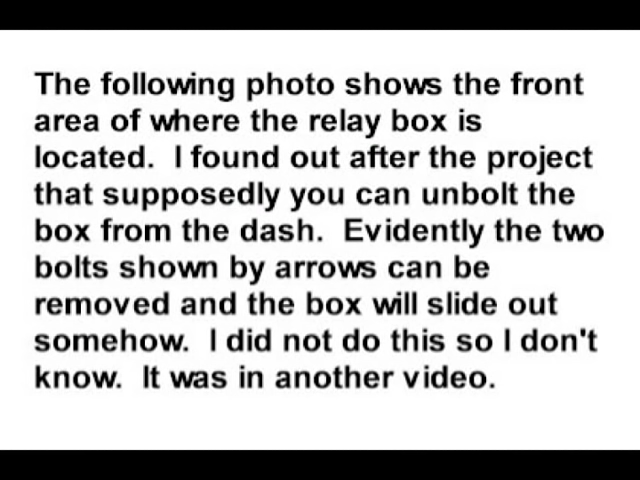 The following photo shows the front
area of where the relay box is
located.  I found out after the project
that supposedly you can unbolt the
box from the dash.  Evidently the two
bolts shown by arrows can be
removed and the box will slide out
somehow.  I did not do this so I don't
know.  It was in another video.